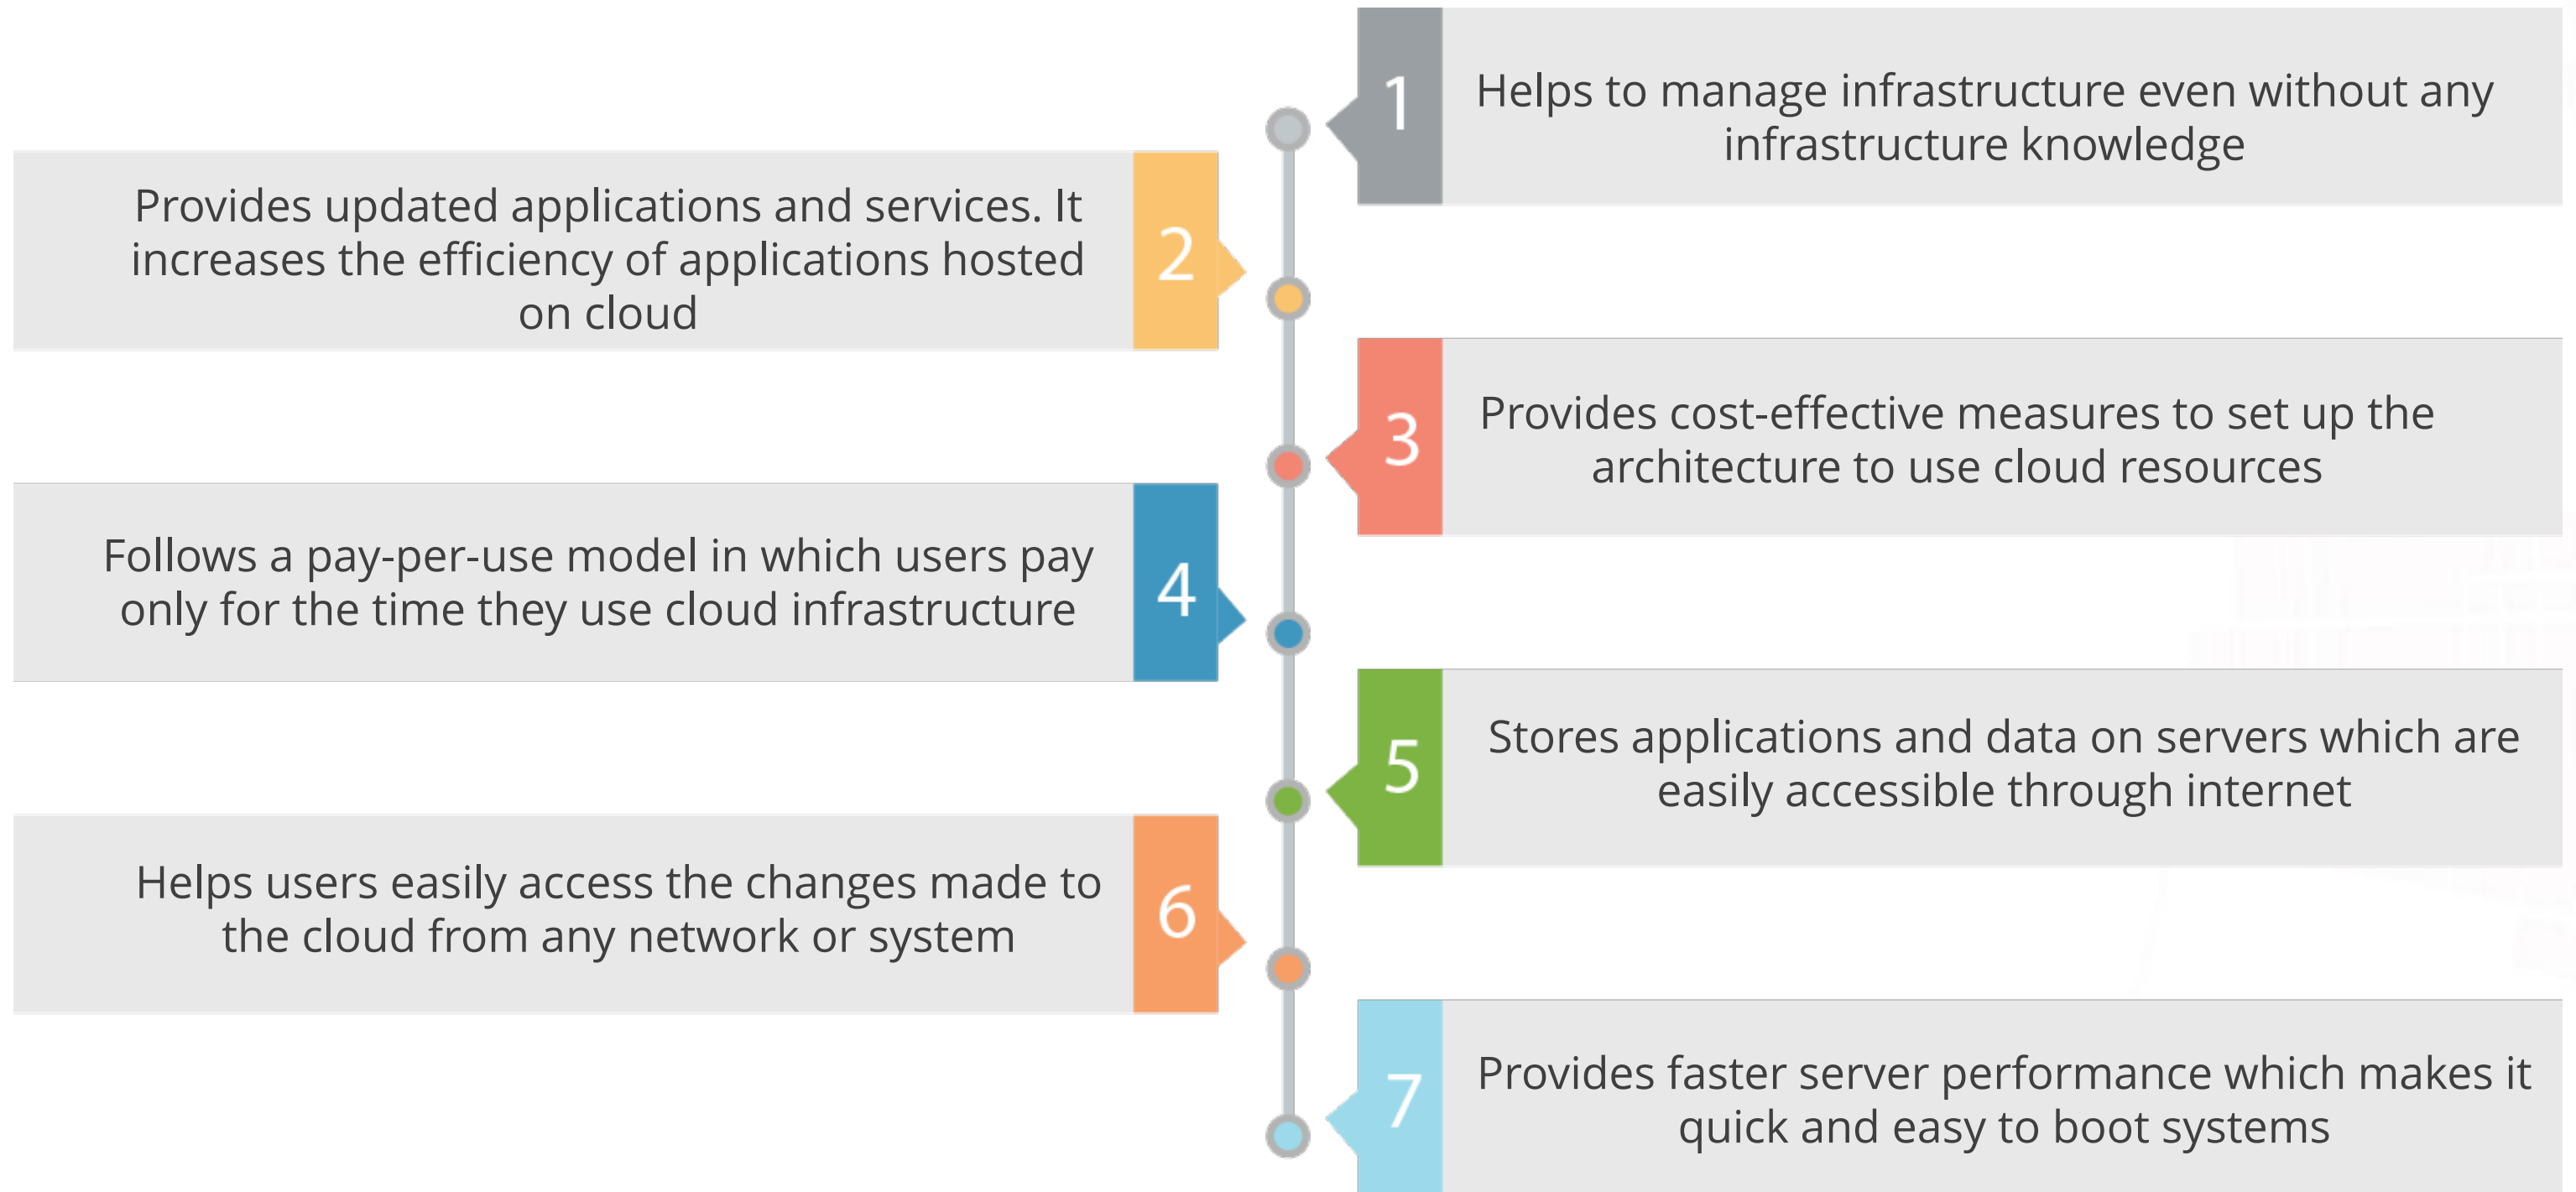 1
Helps to manage infrastructure even without any
infrastructure knowledge
Provides updated applications and services. It
increases the efficiency of applications hosted
on cloud
2
3
Provides cost-effective measures to set up the
architecture to use cloud resources
Follows a pay-per-use model in which users pay
only for the time they use cloud infrastructure
4
5
Stores applications and data on servers which are
easily accessible through internet
Helps users easily access the changes made to
the cloud from any network or system
6
7
Provides faster server performance which makes it
quick and easy to boot systems